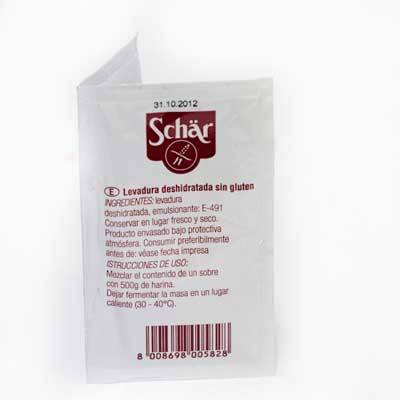 31.10.2012
Schär
E Levadura deshidratada sin gluten
INGREDIENTES: levadura
deshidratada, emulsionante: E-491
Conservar en lugar fresco y seco.
Producto envasado bajo protectiva
atmósfera. Consumir preferibilmente
antes de: véase fecha impresa
ISTRUCCIONES DE USO:
Mezclar el contenido de un sobre
con 500g de harina.
Dejar fermentar la masa en un lugar
caliente (30 - 40°C).
8 008698 005828